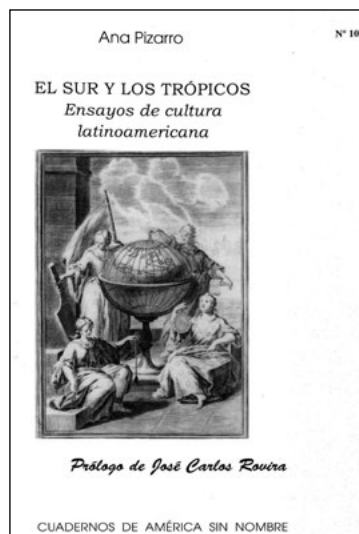 Ana Pizarro
Nº 10
EL SUR Y LOS TRÓPICOS
Ensayos de cultura
latinoamericana
Prólogo de José Carlos Rovira
CUADERNOS DE AMÉRICA SIN NOMBRE